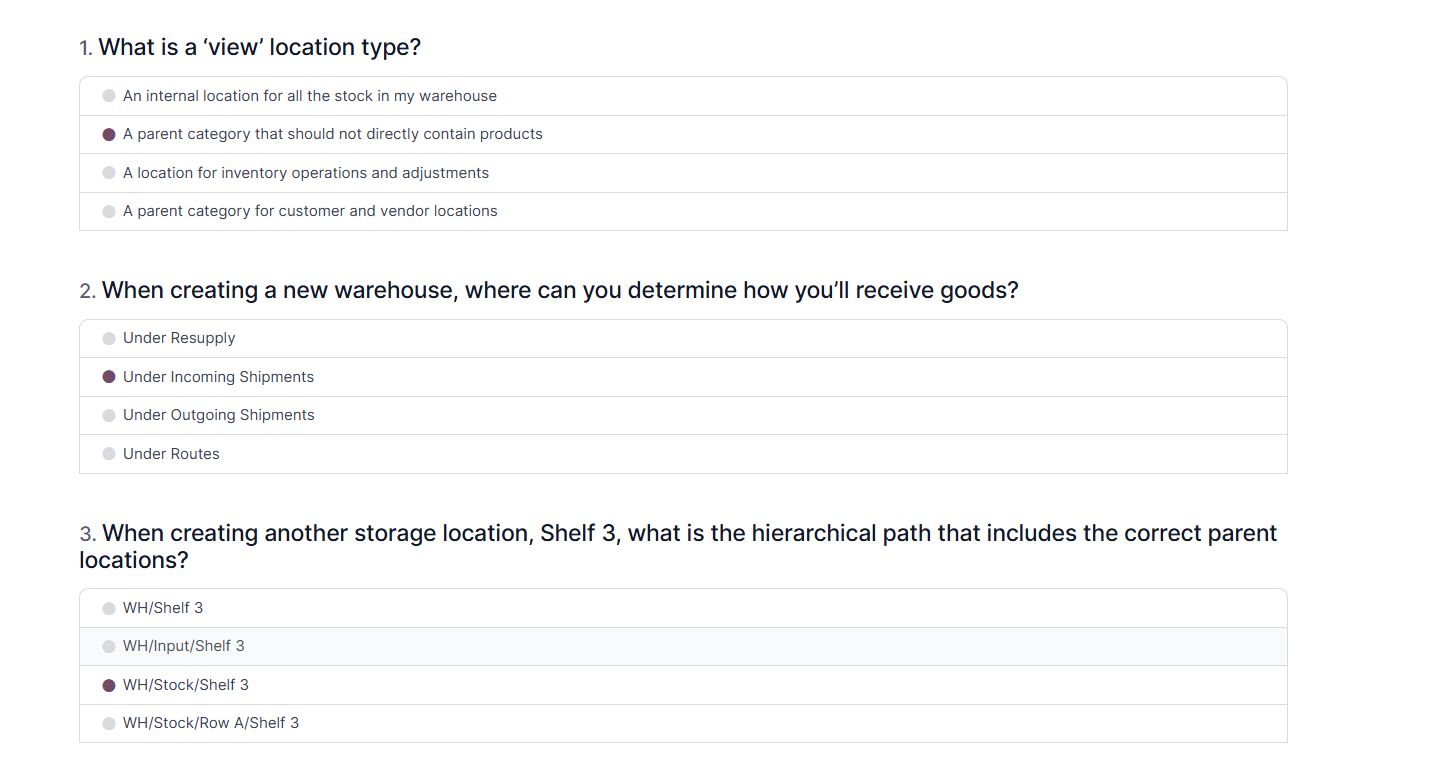 1. What is a ‘view’ location type?
An internal location for all the stock in my warehouse
A parent category that should not directly contain products
A location for inventory operations and adjustments
A parent category for customer and vendor locations
2. When creating a new warehouse, where can you determine how you’ll receive goods?
Under Resupply
Under Incoming Shipments
Under Outgoing Shipments
Under Routes
3. When creating another storage location, Shelf 3, what is the hierarchical path that includes the correct parent
locations?
WH/Shelf 3
WH/Input/Shelf 3
WH/Stock/Shelf 3
WH/Stock/Row A/Shelf 3